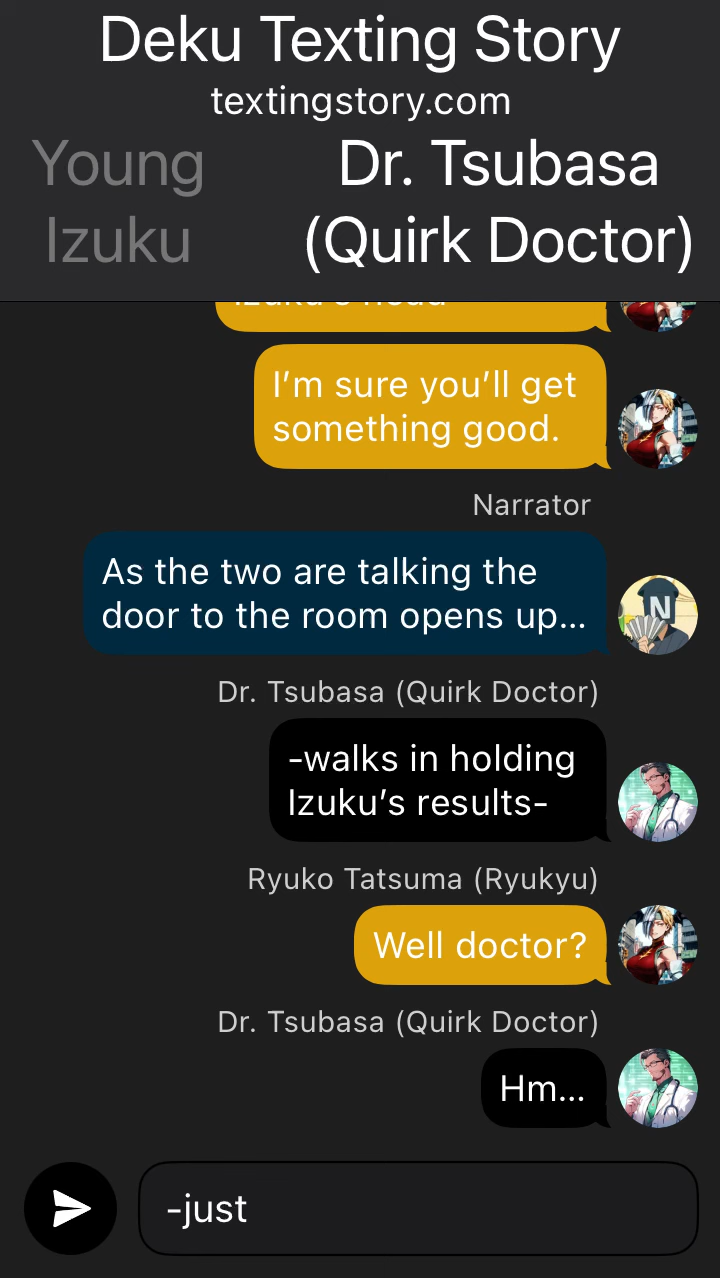 Deku Texting Story
textingstory.com
Young
Izuku
Dr. Tsubasa
(Quirk Doctor)
I’m sure you’ll get
something good.
Narrator
As the two are talking the
door to the room opens up...
N
Dr. Tsubasa (Quirk Doctor)
-walks in holding
Izuku’s results-
Ryuko Tatsuma (Ryukyu)
Well doctor?
Dr. Tsubasa (Quirk Doctor)
Hm...
-just